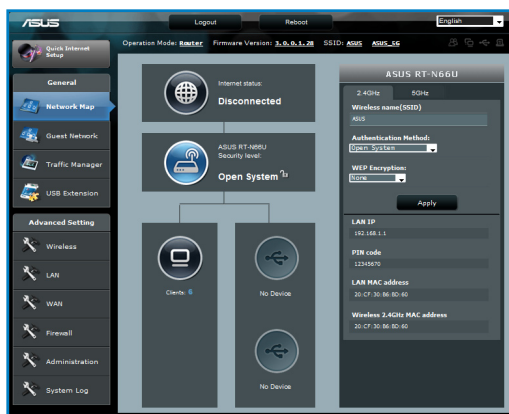 ASUS
Logout
Reboot
English
Quick Internet
Setup
Operation Mode: Router Firmware Version: 3.0.0.1.28 SSID: ASUS ASUS_5G
General
Network Map
Guest Network
Traffic Manager
USB Extension
Advanced Setting
Wireless
LAN
WAN
Firewall
Administration
System Log
Internet status:
Disconnected
ASUS RT-N66U
Security level:
Open System
Clients: 6
No Device
No Device
ASUS RT-N66U
2.4GHz
5GHz
Wireless name(SSID)
ASUS
Authentication Method:
Open System
WEP Encryption:
None
Apply
LAN IP
192.168.1.1
PIN code
12345670
LAN MAC address
20:CF:30:B6:BD:60
Wireless 2.4GHz MAC address
20:CF:30:B6:BD:60